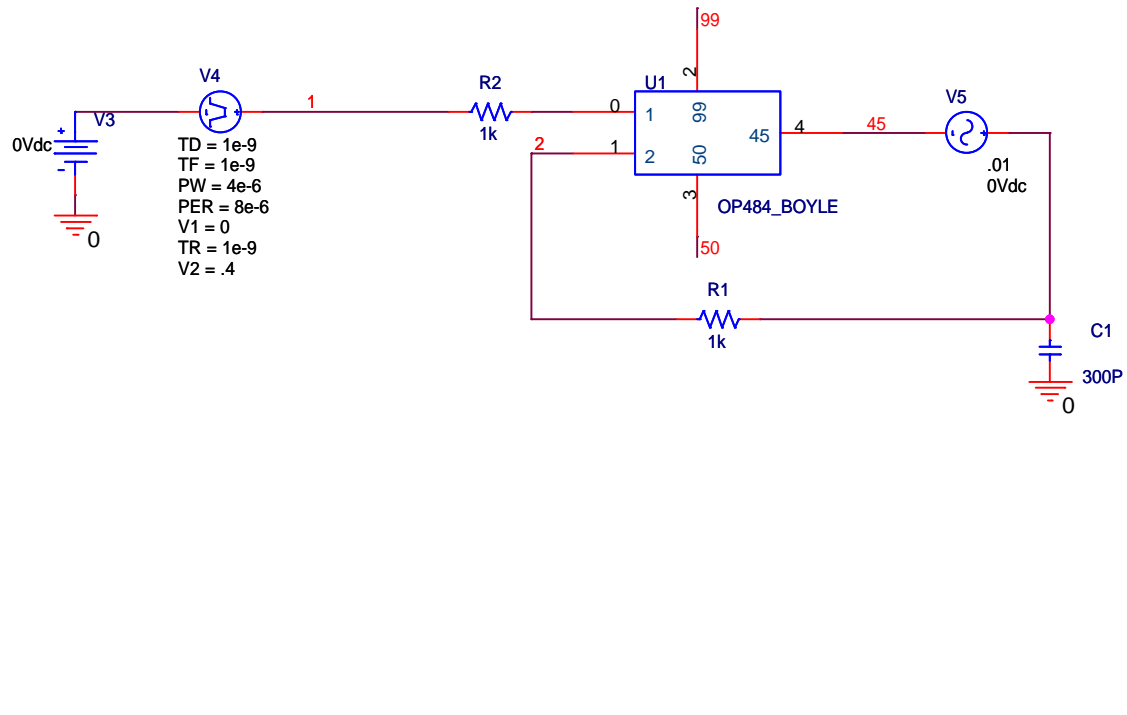 99
V4
R2
2
U1
V5
1
0
1
99
V3
+
45
4
45
0Vdc
1k
TD = 1e-9
2
1
2
50
.01
TF = 1e-9
0Vdc
PW = 4e-6
3
PER = 8e-6
OP484_BOYLE
V1 = 0
0
TR = 1e-9
50
V2 = .4
R1
C1
1k
300P
0